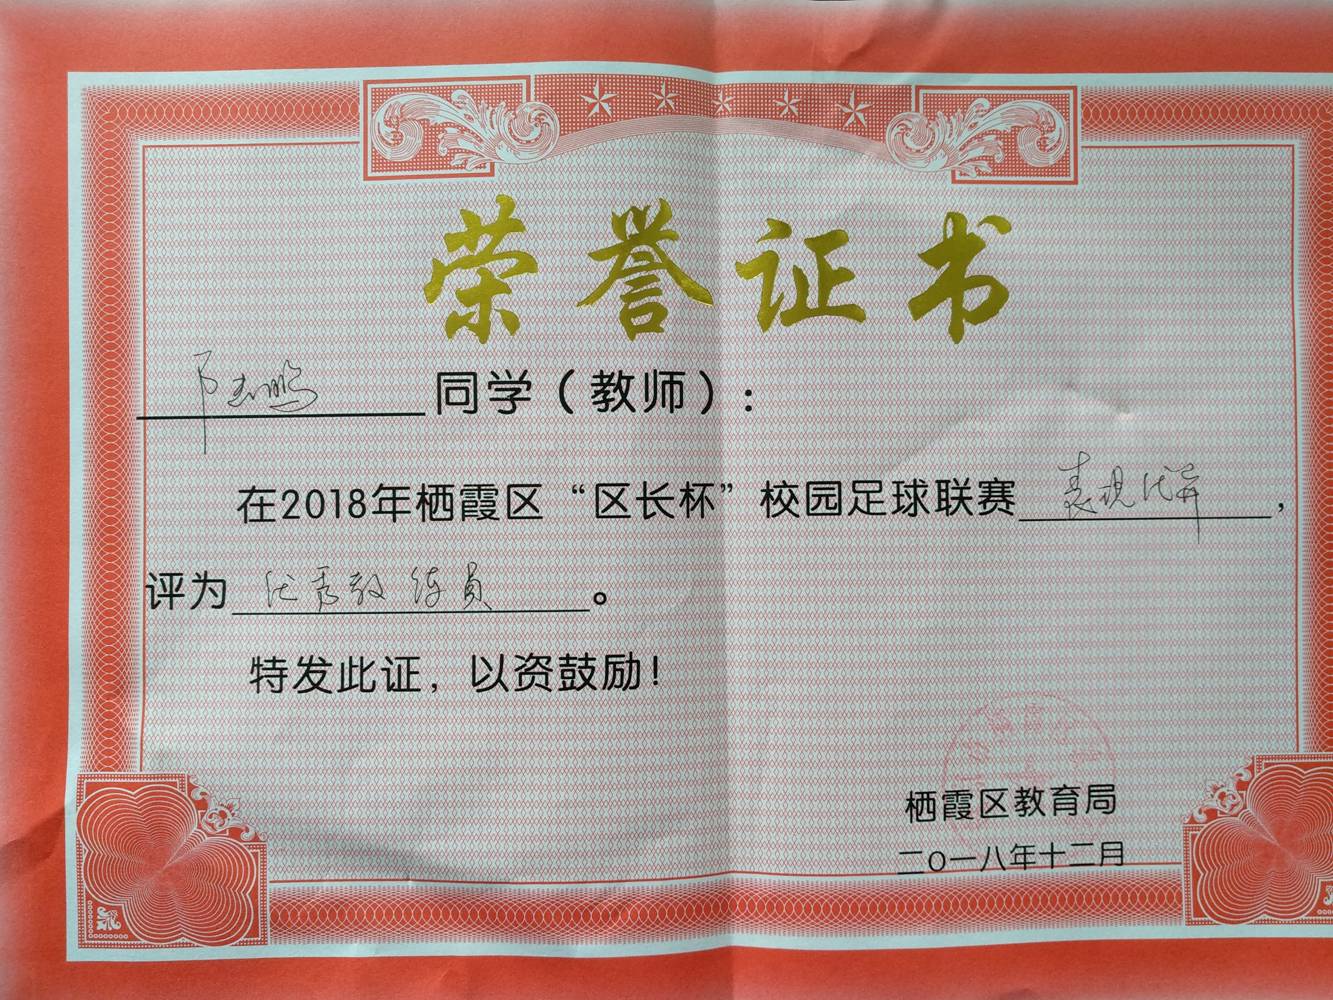 荣誉证书
志鹏 同学（教师）：
在2018年栖霞区“区长杯”校园足球联赛 表现优异，
评为 优秀教练员。
特发此证，以资鼓励！
栖霞区教育局
二〇一八年十二月